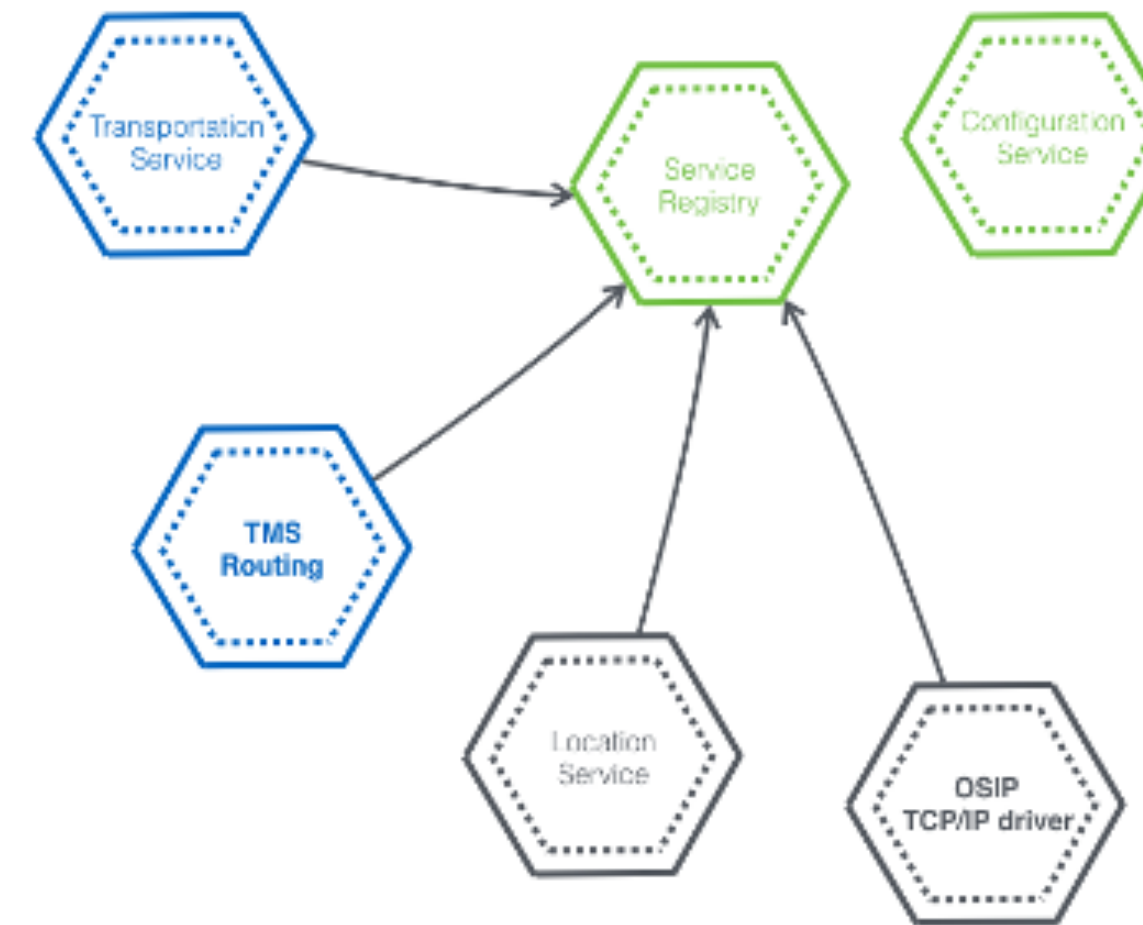 Transportation
Service
Service
Registry
Configuration
Service
TMS
Routing
Location
Service
OSIP
TCP/IP driver